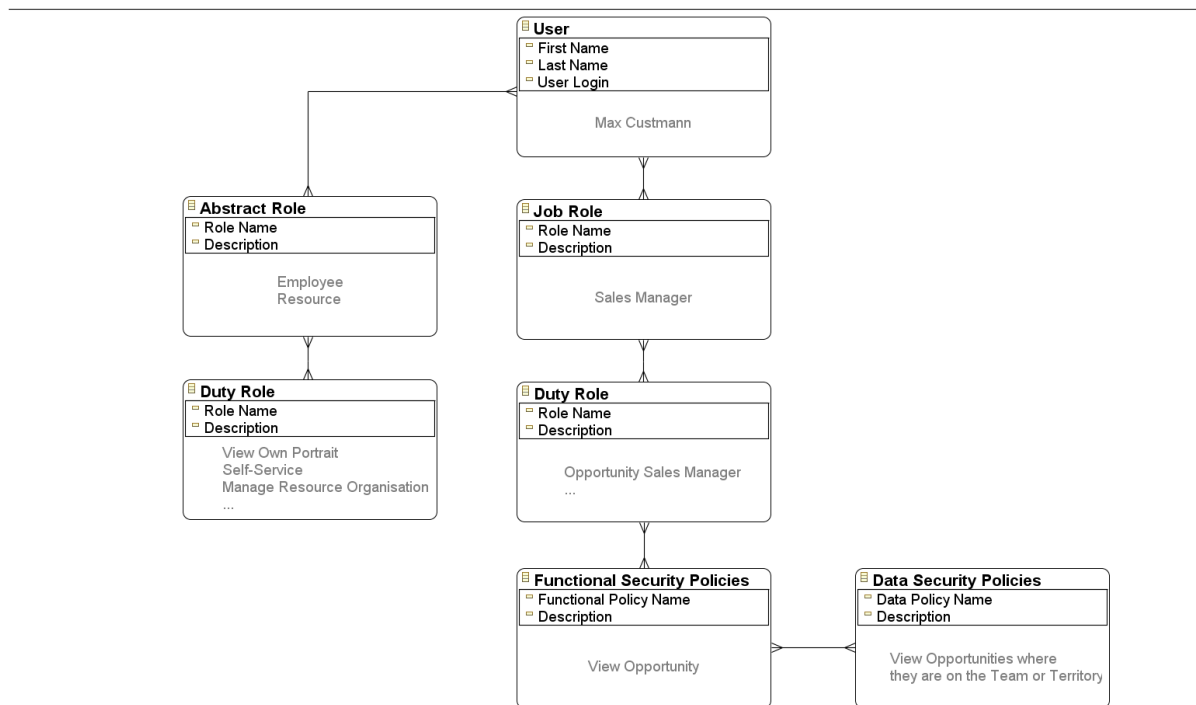 User
First Name
Last Name
User Login
Max Custmann
Abstract Role
Role Name
Description
Employee
Resource
Job Role
Role Name
Description
Sales Manager
Duty Role
Role Name
Description
View Own Portrait
Self-Service
Manage Resource Organisation
...
Duty Role
Role Name
Description
Opportunity Sales Manager
...
Functional Security Policies
Functional Policy Name
Description
View Opportunity
Data Security Policies
Data Policy Name
Description
View Opportunities where
they are on the Team or Territory